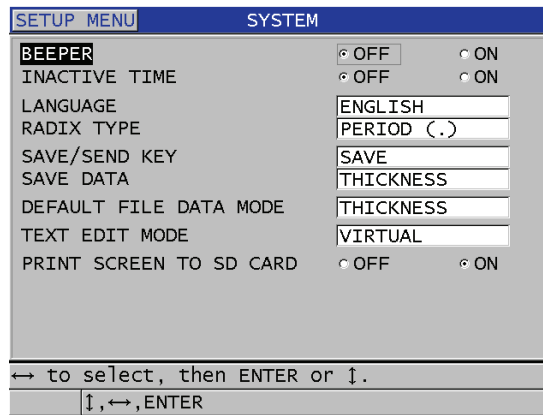 SETUP MENU SYSTEM
BEEPER OFF ON
INACTIVE TIME OFF ON
LANGUAGE ENGLISH
RADIX TYPE PERIOD (.)
SAVE/SEND KEY SAVE
SAVE DATA THICKNESS
DEFAULT FILE DATA MODE THICKNESS
TEXT EDIT MODE VIRTUAL
PRINT SCREEN TO SD CARD OFF ON
↔ to select, then ENTER or ↕.
↕,↔,ENTER